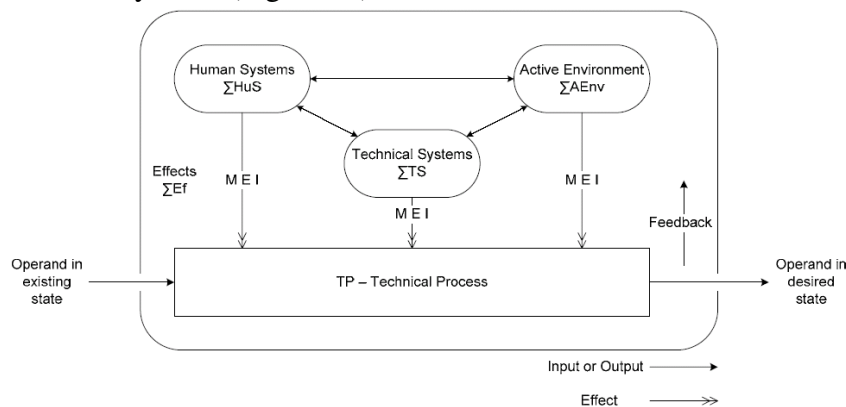 Human Systems
∑HuS
Active Environment
∑AEnv
Technical Systems
∑TS
Effects
∑Ef
M E I
M E I
M E I
Feedback
Operand in
existing
state
TP – Technical Process
Operand in
desired
state
Input or Output
Effect